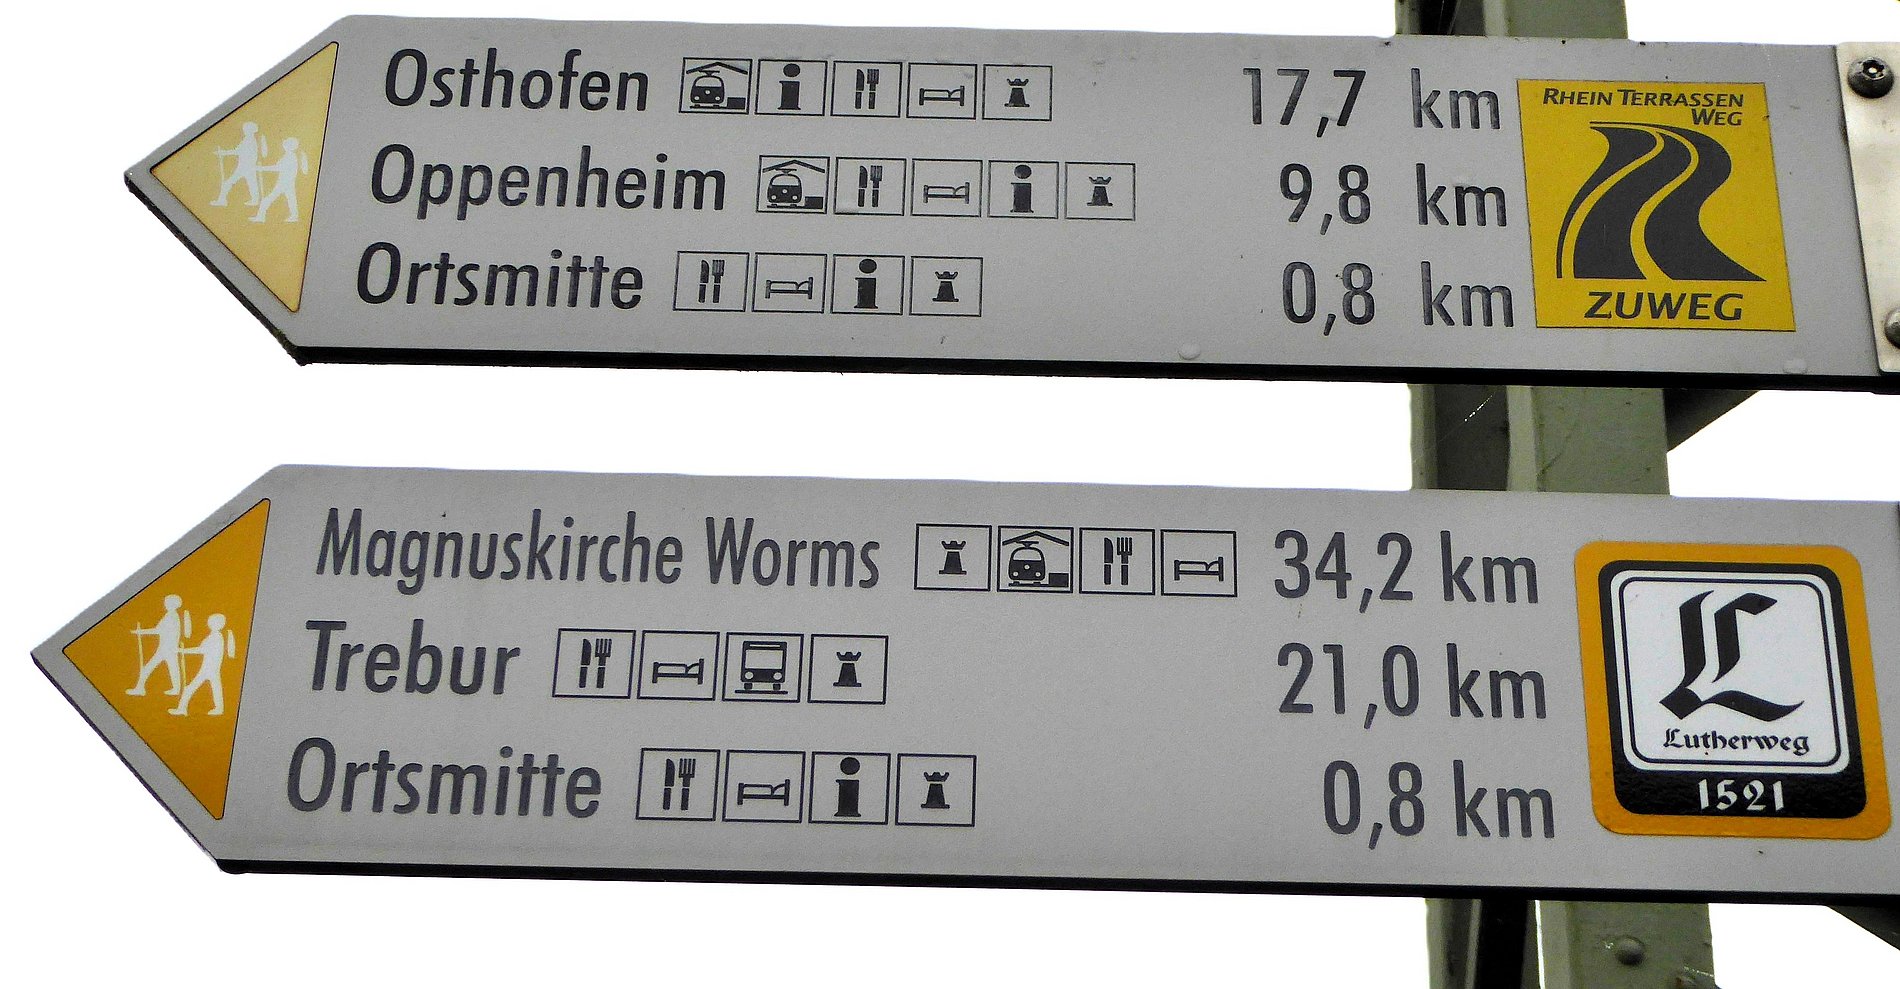 Osthofen 17,7 km
Oppenheim 9,8 km
Ortsmitte 0,8 km
RHEIN TERRASSEN
WEG
ZUWEG
Magnuskirche Worms 34,2 km
Trebur 21,0 km
Ortsmitte 0,8 km
L
Lutherweg
1521